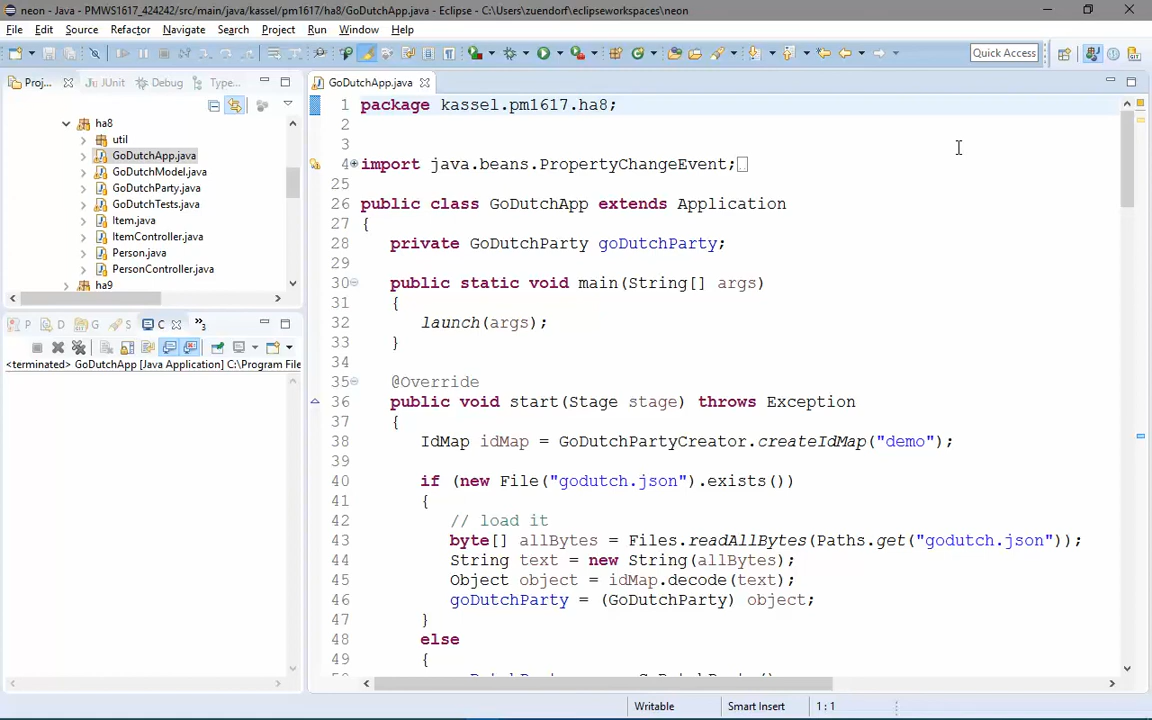 neon - Java - PMWS1617_424242/src/main/java/kassel/pm1617/ha8/GoDutchApp.java - Eclipse - C:\Users\zuendorf\eclipseworkspaces\neon
File Edit Source Refactor Navigate Search Project Run Window Help
Quick Access
Proj... JUnit Debug Type...
GoDutchApp.java
ha8
util
GoDutchApp.java
GoDutchModel.java
GoDutchParty.java
GoDutchTests.java
Item.java
ItemController.java
Person.java
PersonController.java
ha9
P D G S C »3
<terminated> GoDutchApp [Java Application] C:\Program File
1 package kassel.pm1617.ha8;
2
3
4 import java.beans.PropertyChangeEvent;
25
26 public class GoDutchApp extends Application
27 {
28 private GoDutchParty goDutchParty;
29
30 public static void main(String[] args)
31 {
32 launch(args);
33 }
34
35 @Override
36 public void start(Stage stage) throws Exception
37 {
38 IdMap idMap = GoDutchPartyCreator.createIdMap("demo");
39
40 if (new File("godutch.json").exists())
41 {
42 // load it
43 byte[] allBytes = Files.readAllBytes(Paths.get("godutch.json"));
44 String text = new String(allBytes);
45 Object object = idMap.decode(text);
46 goDutchParty = (GoDutchParty) object;
47 }
48 else
49 {
Writable Smart Insert 1 : 1